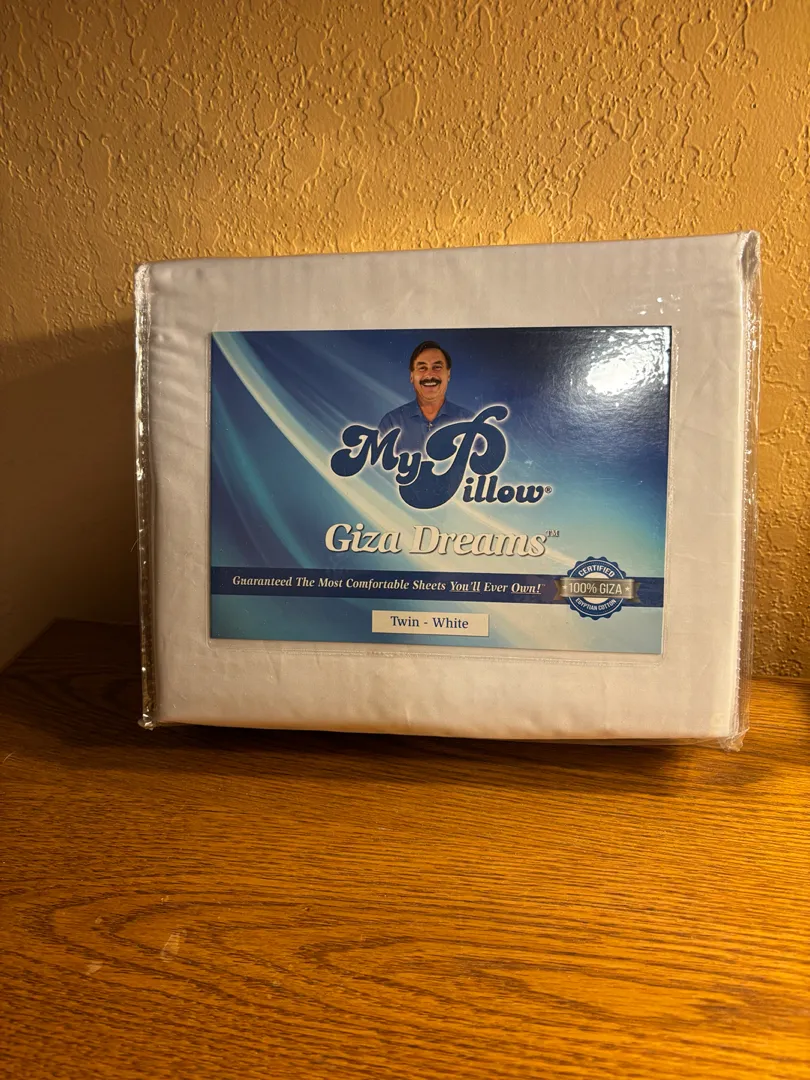 MyPillow®
Giza Dreams™
Guaranteed The Most Comfortable Sheets You'll Ever Own!™
CERTIFIED
100% GIZA
EGYPTIAN COTTON
Twin - White